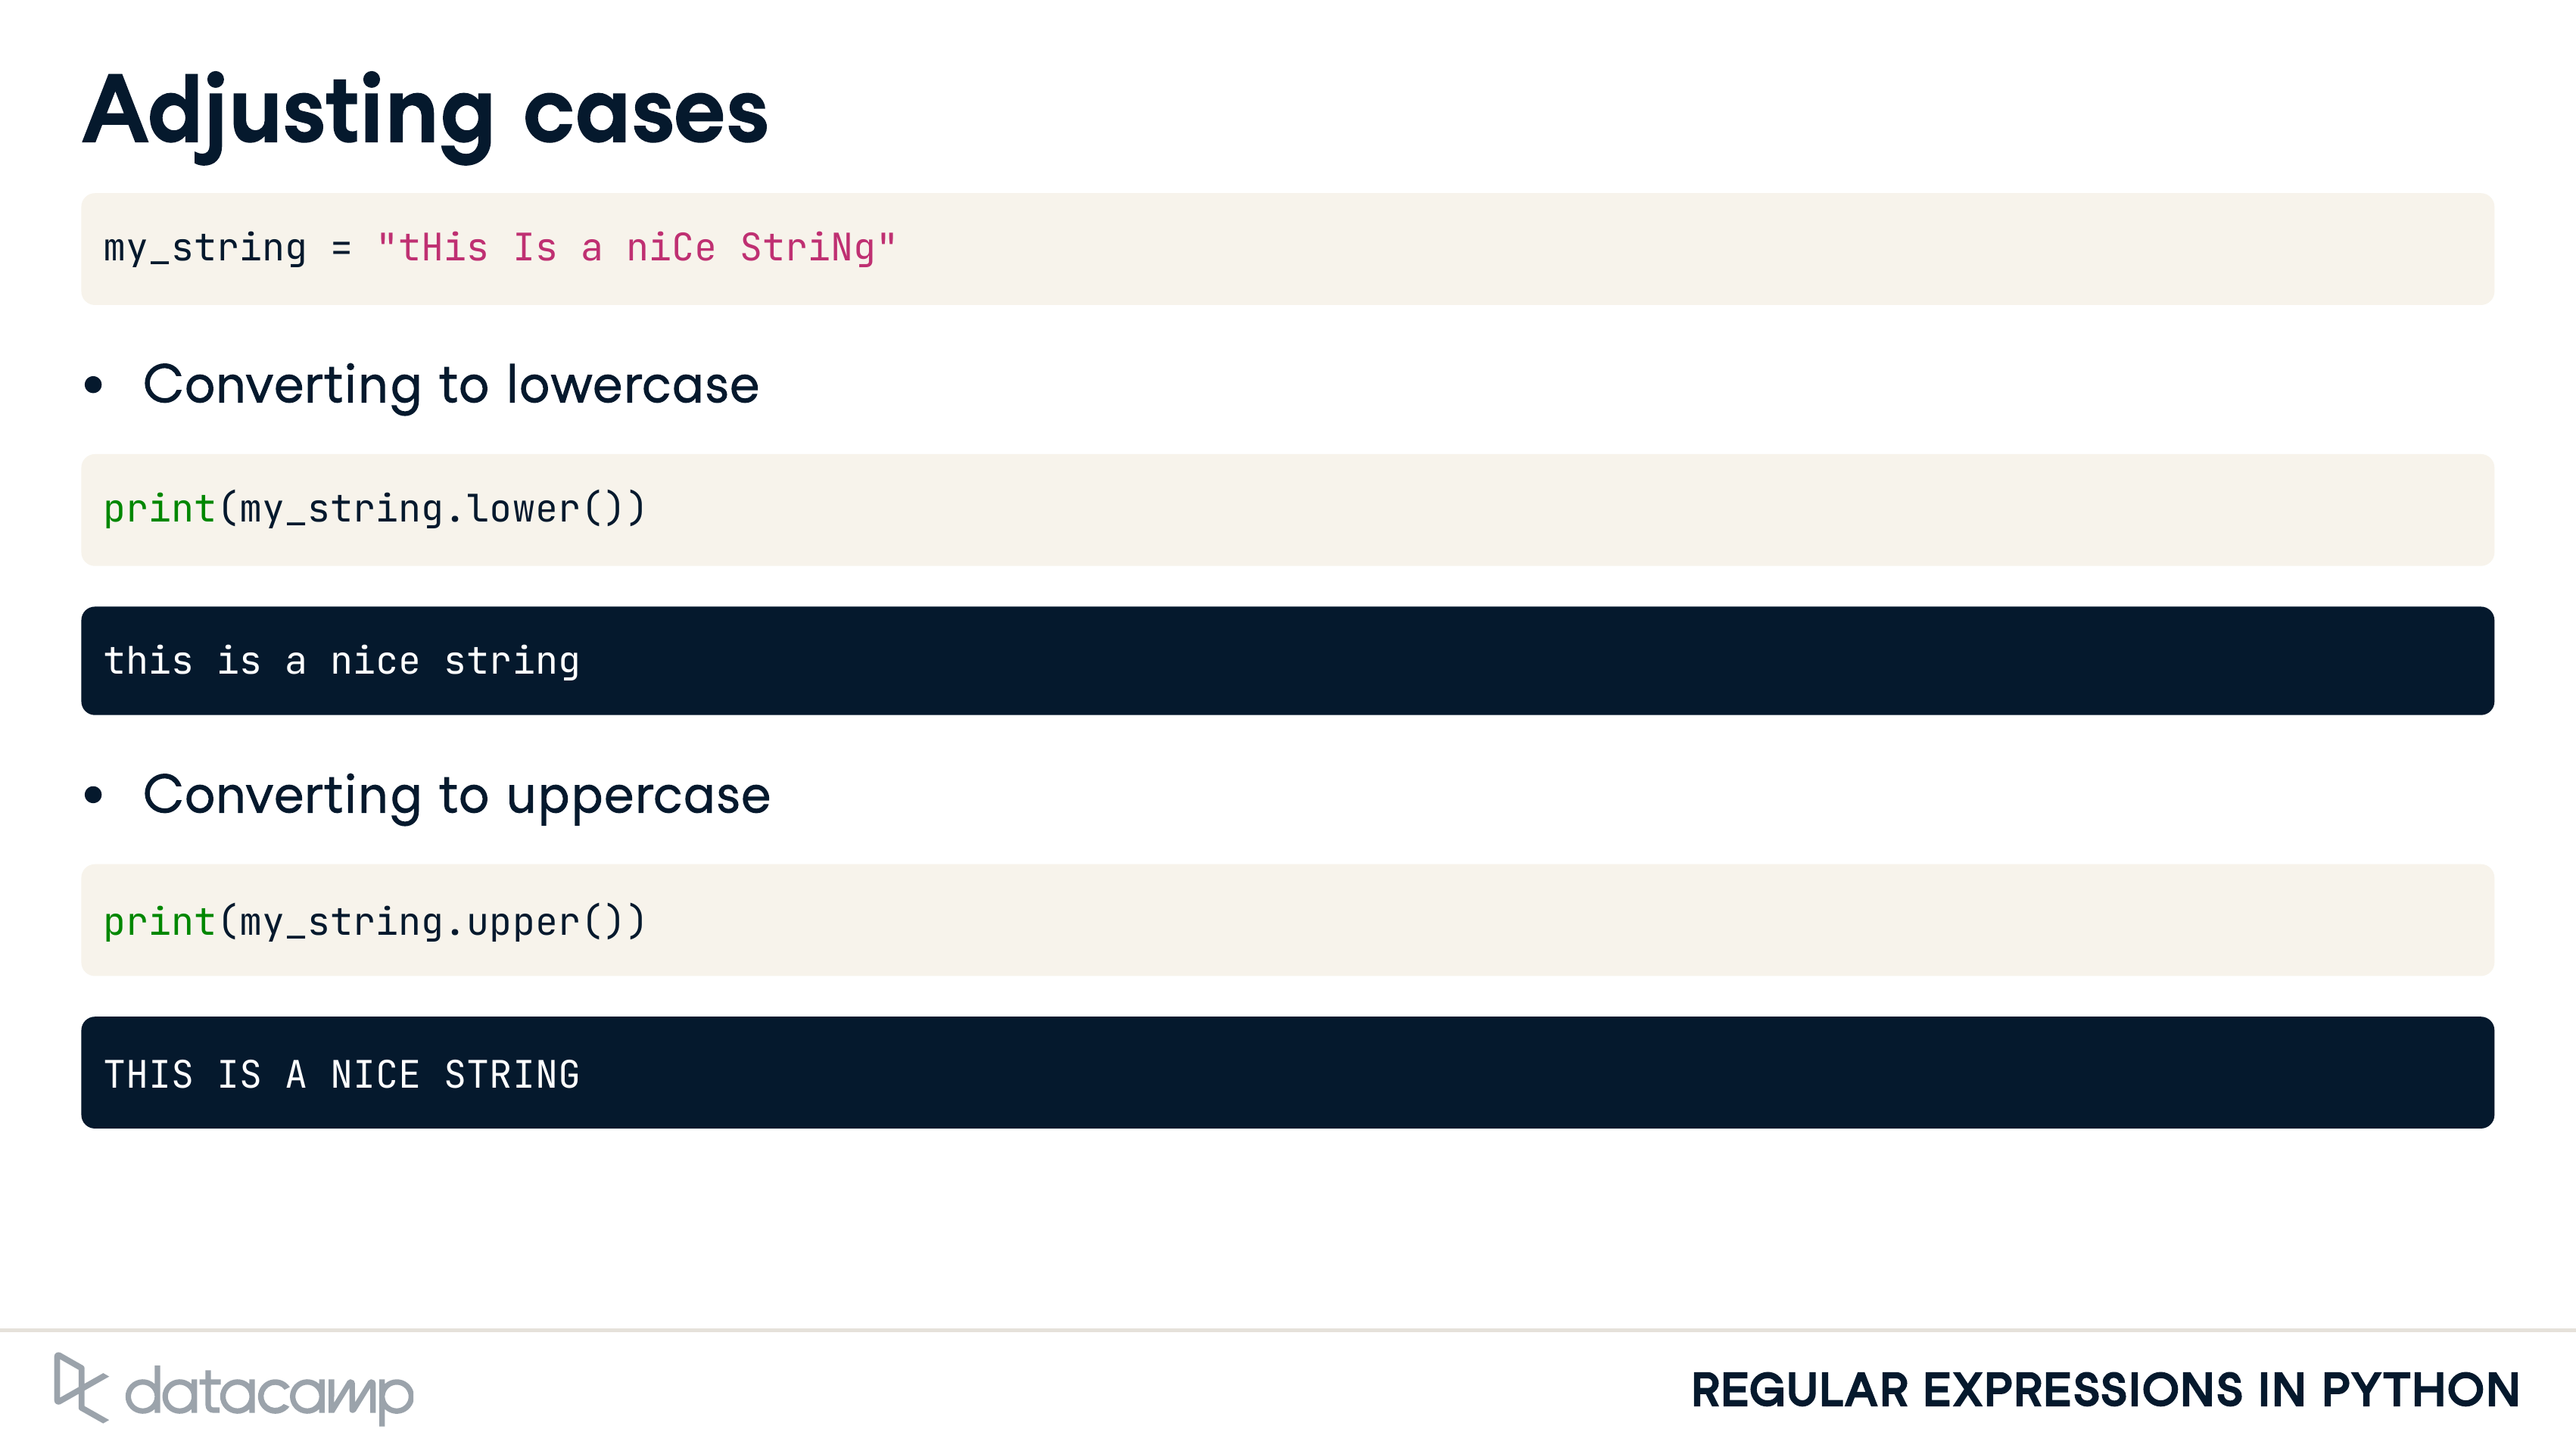 Adjusting cases
my_string = "tHis Is a niCe StriNg"
• Converting to lowercase
print(my_string.lower())
this is a nice string
• Converting to uppercase
print(my_string.upper())
THIS IS A NICE STRING
datacamp
REGULAR EXPRESSIONS IN PYTHON